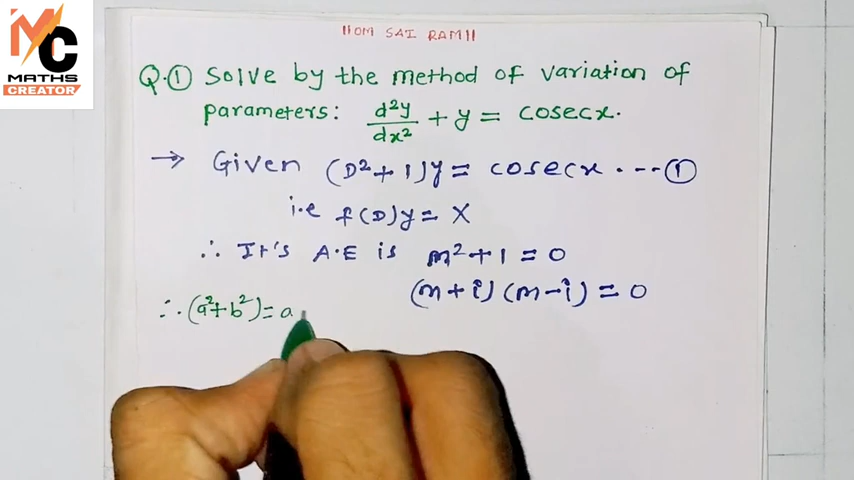 MC
MATHS
CREATOR
||OM SAI RAM||
Q.① Solve by the method of variation of
parameters: d²y/dx² + y = cosecx.
→ Given (D²+1)y = cosecx ---①
i.e f(D)y = X
∴ It's A.E is m²+1 = 0
(m+i)(m-i) = 0
∴(a²+b²)=a